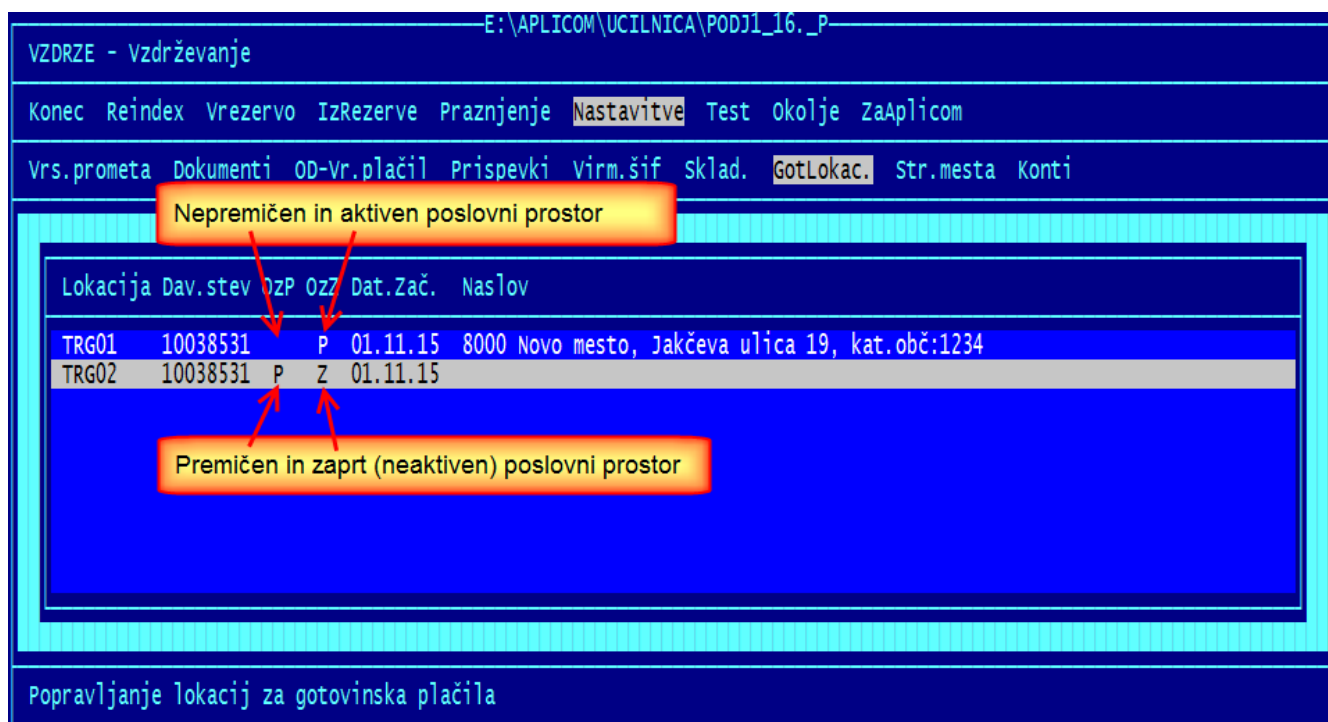 E:\APLICOM\UCILNICA\PODJ1_16._P
VZDRZE - Vzdrževanje
Konec Reindex Vrezervo IzRezerve Praznjenje Nastavitve Test Okolje ZaAplicom
Vrs.prometa Dokumenti OD-Vr.plačil Prispevki Virm.šif Sklad. GotLokac. Str.mesta Konti
Nepremičen in aktiven poslovni prostor
Lokacija Dav.stev OzP OzZ Dat.Zač. Naslov
TRG01 10038531 P 01.11.15 8000 Novo mesto, Jakčeva ulica 19, kat.obč:1234
TRG02 10038531 P Z 01.11.15
Premičen in zaprt (neaktiven) poslovni prostor
Popravljanje lokacij za gotovinska plačila